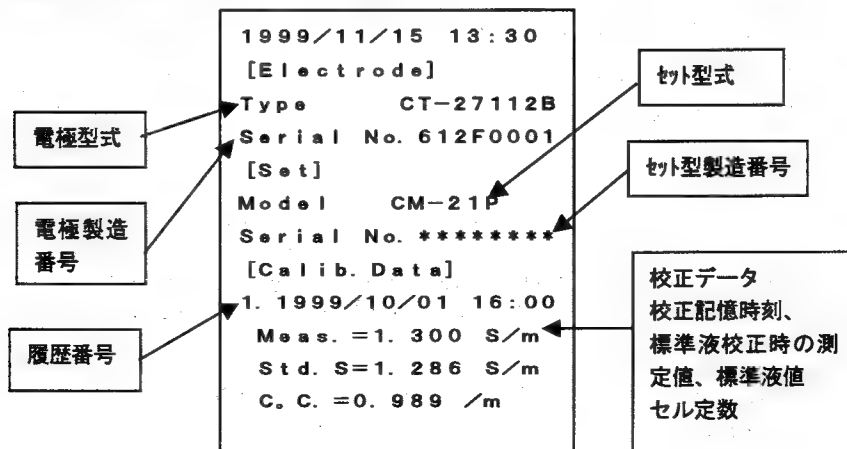 1999/11/15 13:30
[Electrode]
Type CT-27112B
Serial No. 612F0001
[Set]
Model CM-21P
Serial No. ********
[Calib. Data]
1. 1999/10/01 16:00
Meas. =1. 300 S/m
Std. S=1. 286 S/m
C. C. =0. 989 /m
電極型式
電極製造
番号
履歴番号
セット型式
セット型製造番号
校正データ
校正記憶時刻、
標準液校正時の測
定値、標準液値
セル定数